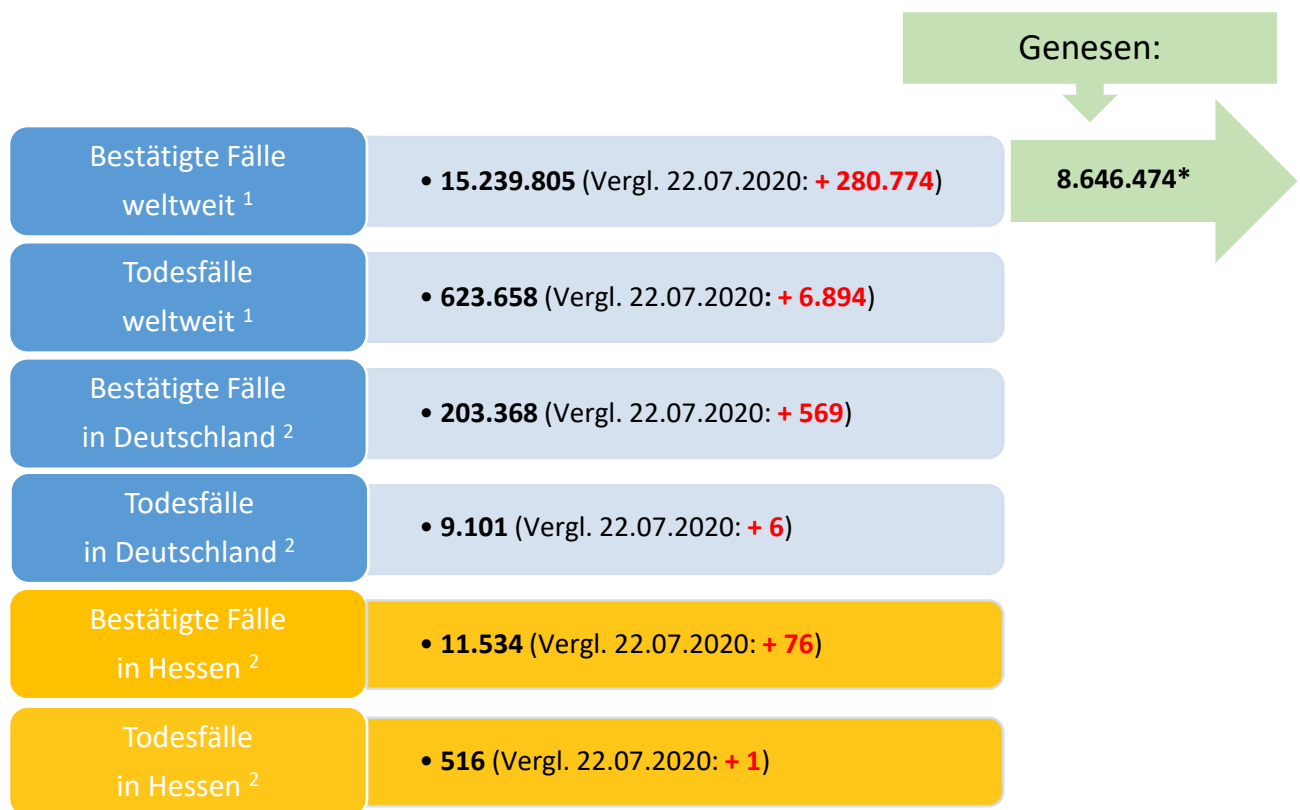 Genesen:
Bestätigte Fälle
weltweit ¹
• 15.239.805 (Vergl. 22.07.2020: + 280.774)
8.646.474*
Todesfälle
weltweit ¹
• 623.658 (Vergl. 22.07.2020: + 6.894)
Bestätigte Fälle
in Deutschland ²
• 203.368 (Vergl. 22.07.2020: + 569)
Todesfälle
in Deutschland ²
• 9.101 (Vergl. 22.07.2020: + 6)
Bestätigte Fälle
in Hessen ²
• 11.534 (Vergl. 22.07.2020: + 76)
Todesfälle
in Hessen ²
• 516 (Vergl. 22.07.2020: + 1)